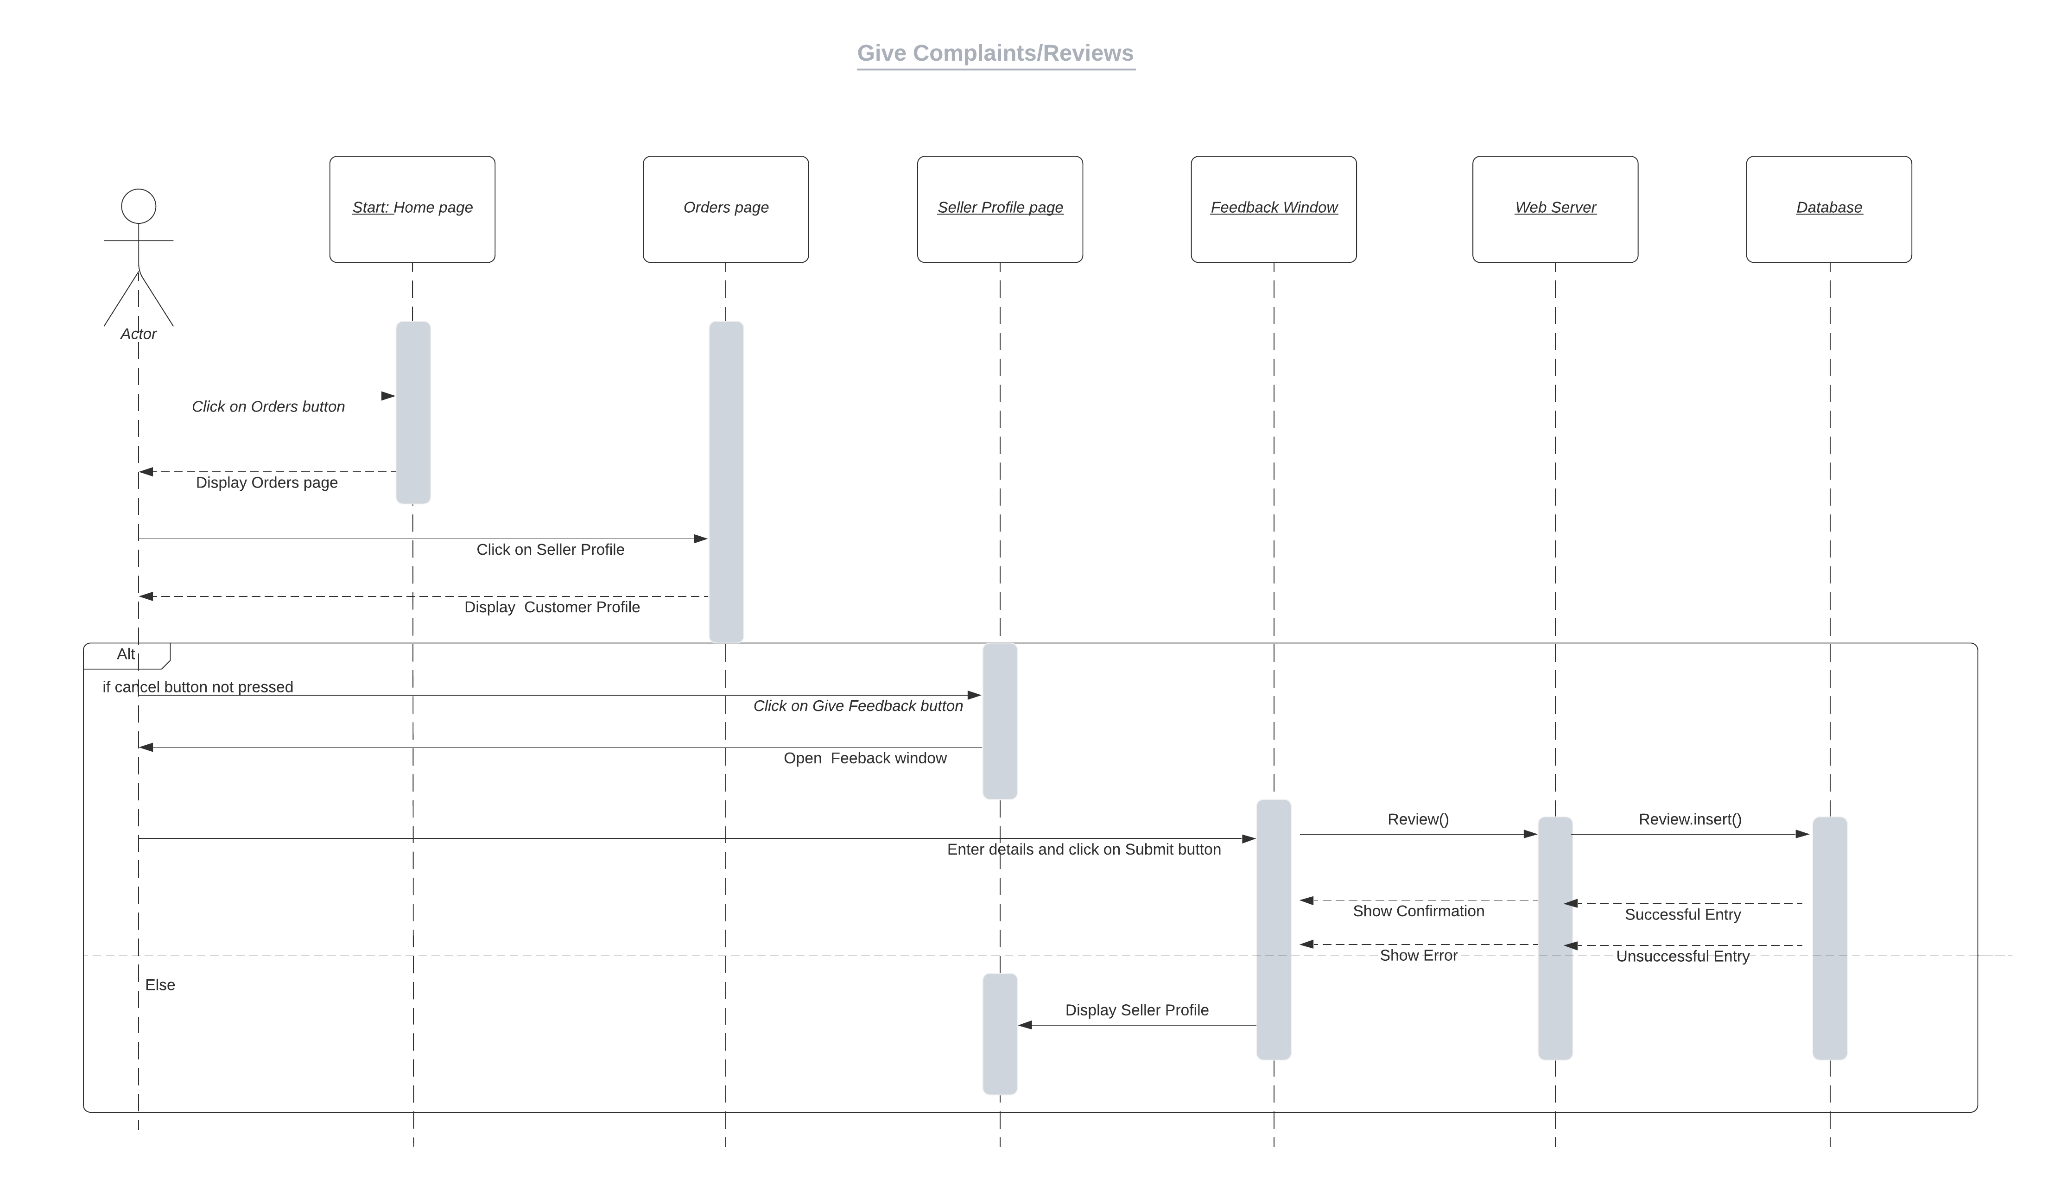 Give Complaints/Reviews
Start: Home page
Orders page
Seller Profile page
Feedback Window
Web Server
Database
Actor
Click on Orders button
Display Orders page
Click on Seller Profile
Display  Customer Profile
Alt
if cancel button not pressed
Click on Give Feedback button
Open  Feeback window
Review()
Review.insert()
Enter details and click on Submit button
Show Confirmation
Successful Entry
Show Error
Unsuccessful Entry
Else
Display Seller Profile